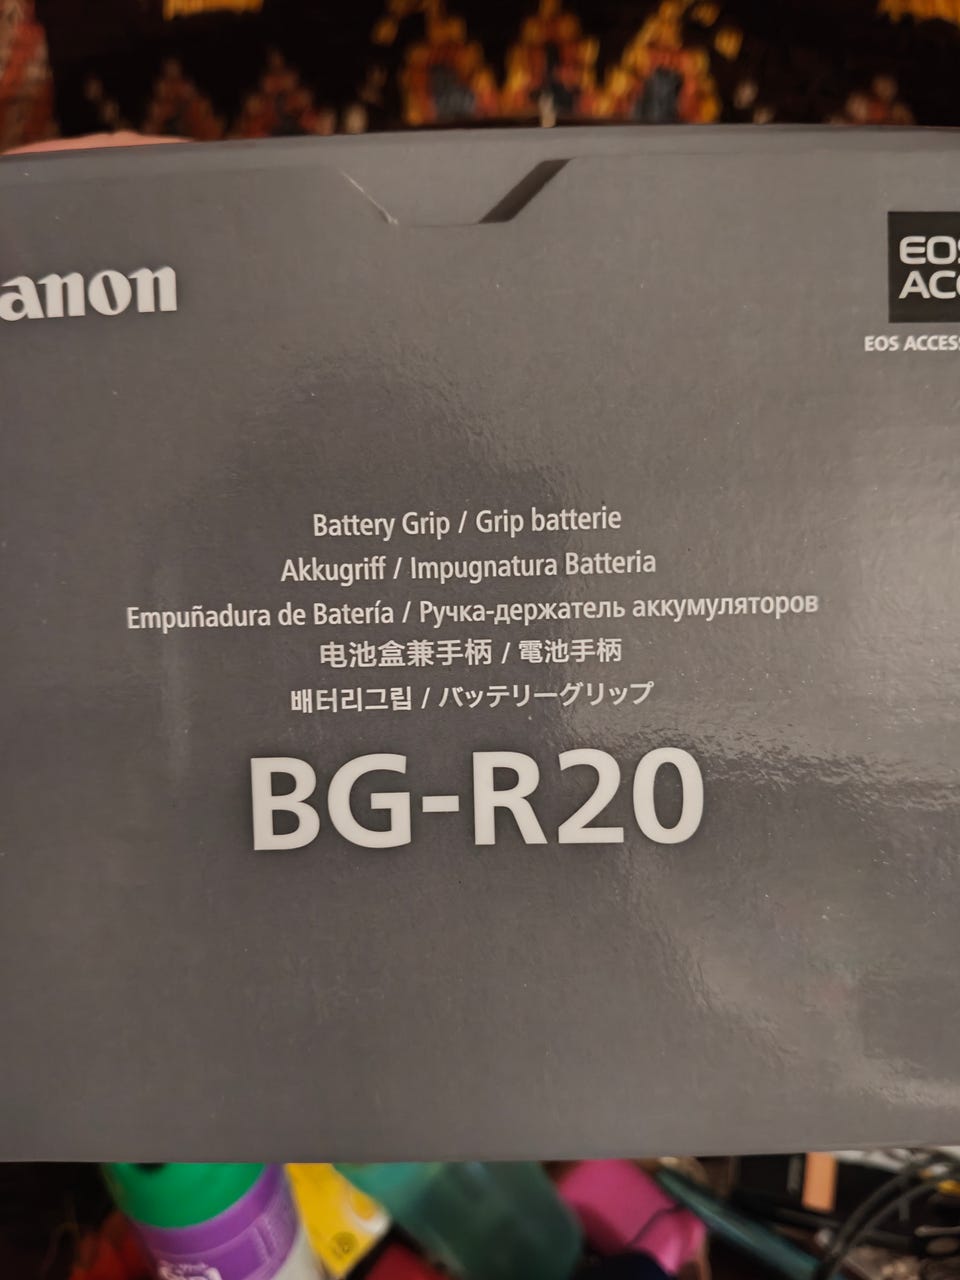 anon
EOS
ACC
EOS ACCESS
Battery Grip / Grip batterie
Akkugriff / Impugnatura Batteria
Empuñadura de Batería / Ручка-держатель аккумуляторов
电池盒兼手柄 / 電池手柄
배터리그립 / バッテリーグリップ
BG-R20